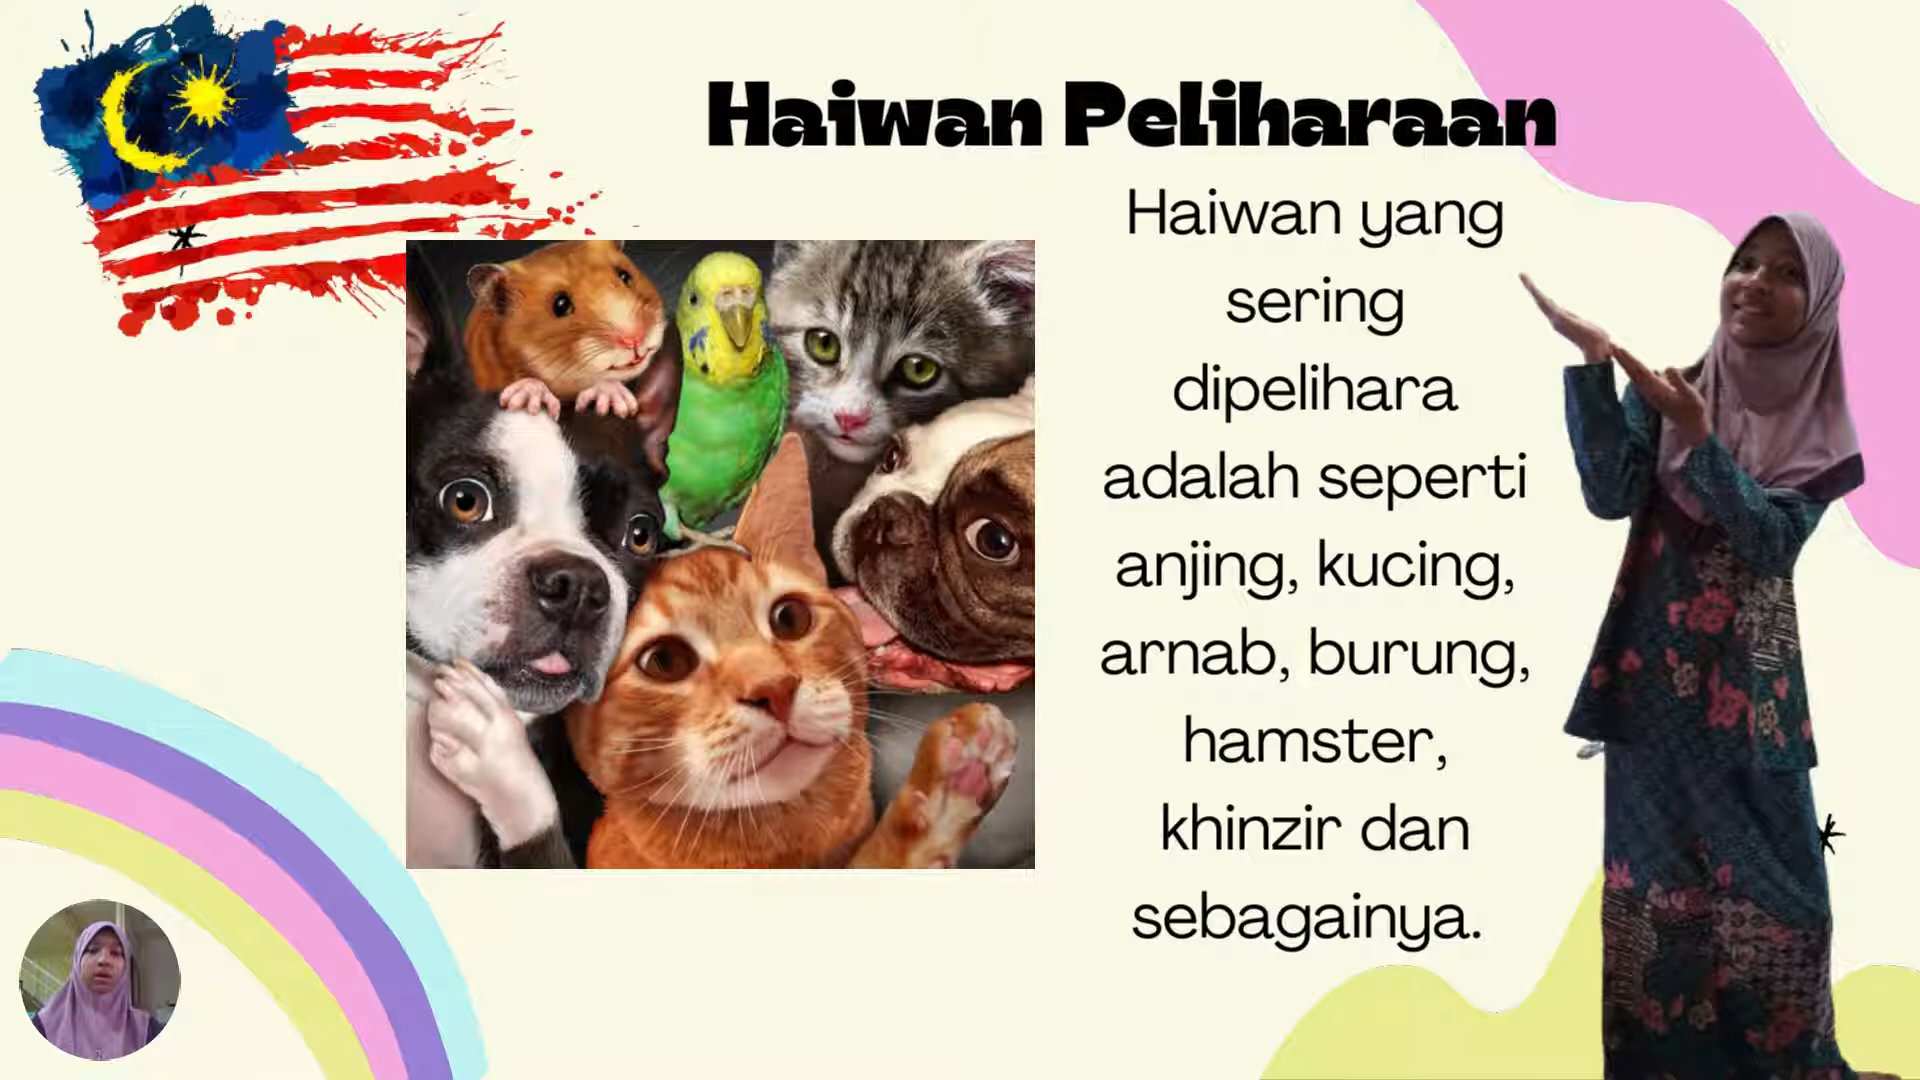 Haiwan Peliharaan
Haiwan yang
sering
dipelihara
adalah seperti
anjing, kucing,
arnab, burung,
hamster,
khinzir dan
sebagainya.